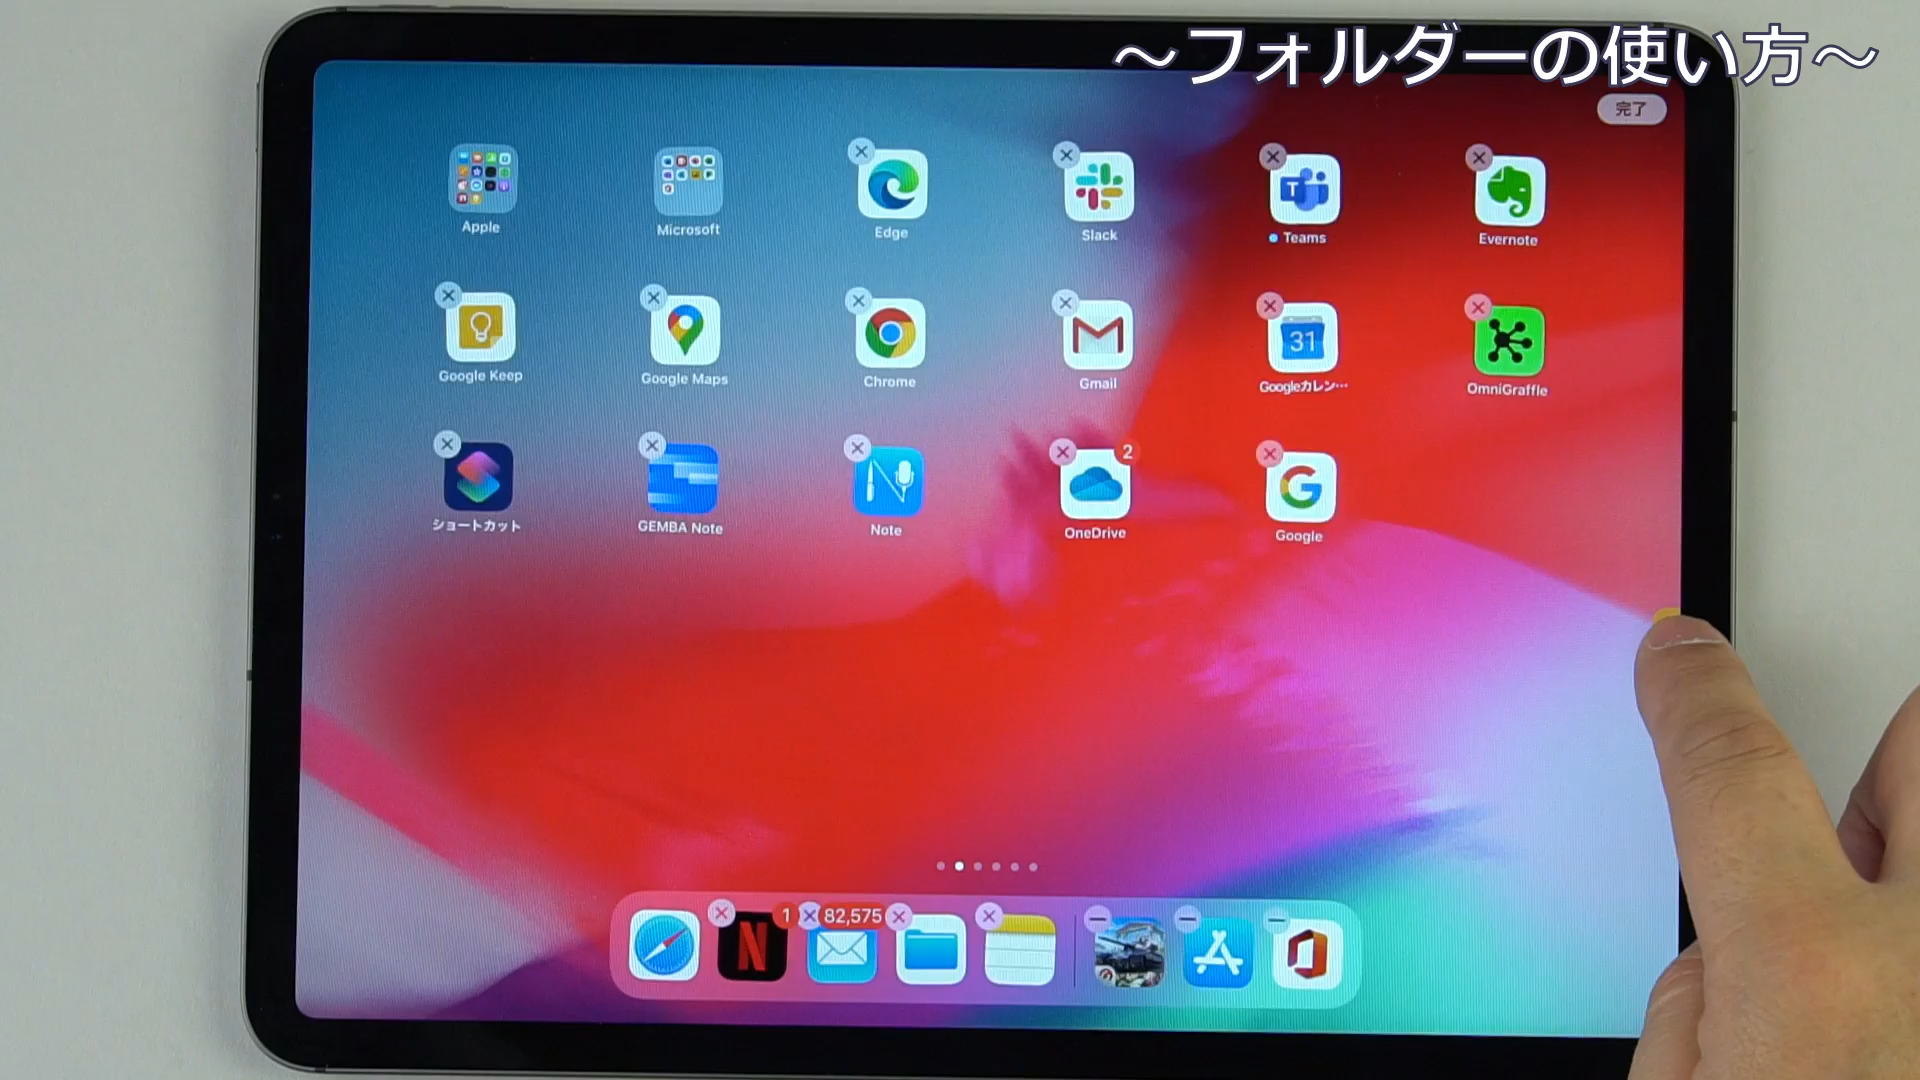 ～フォルダーの使い方～
完了
Apple
Microsoft
Edge
Slack
Teams
Evernote
Google Keep
Google Maps
Chrome
Gmail
31
Googleカレン…
OmniGraffle
ショートカット
GEMBA Note
Note
2
OneDrive
Google
1
82,575